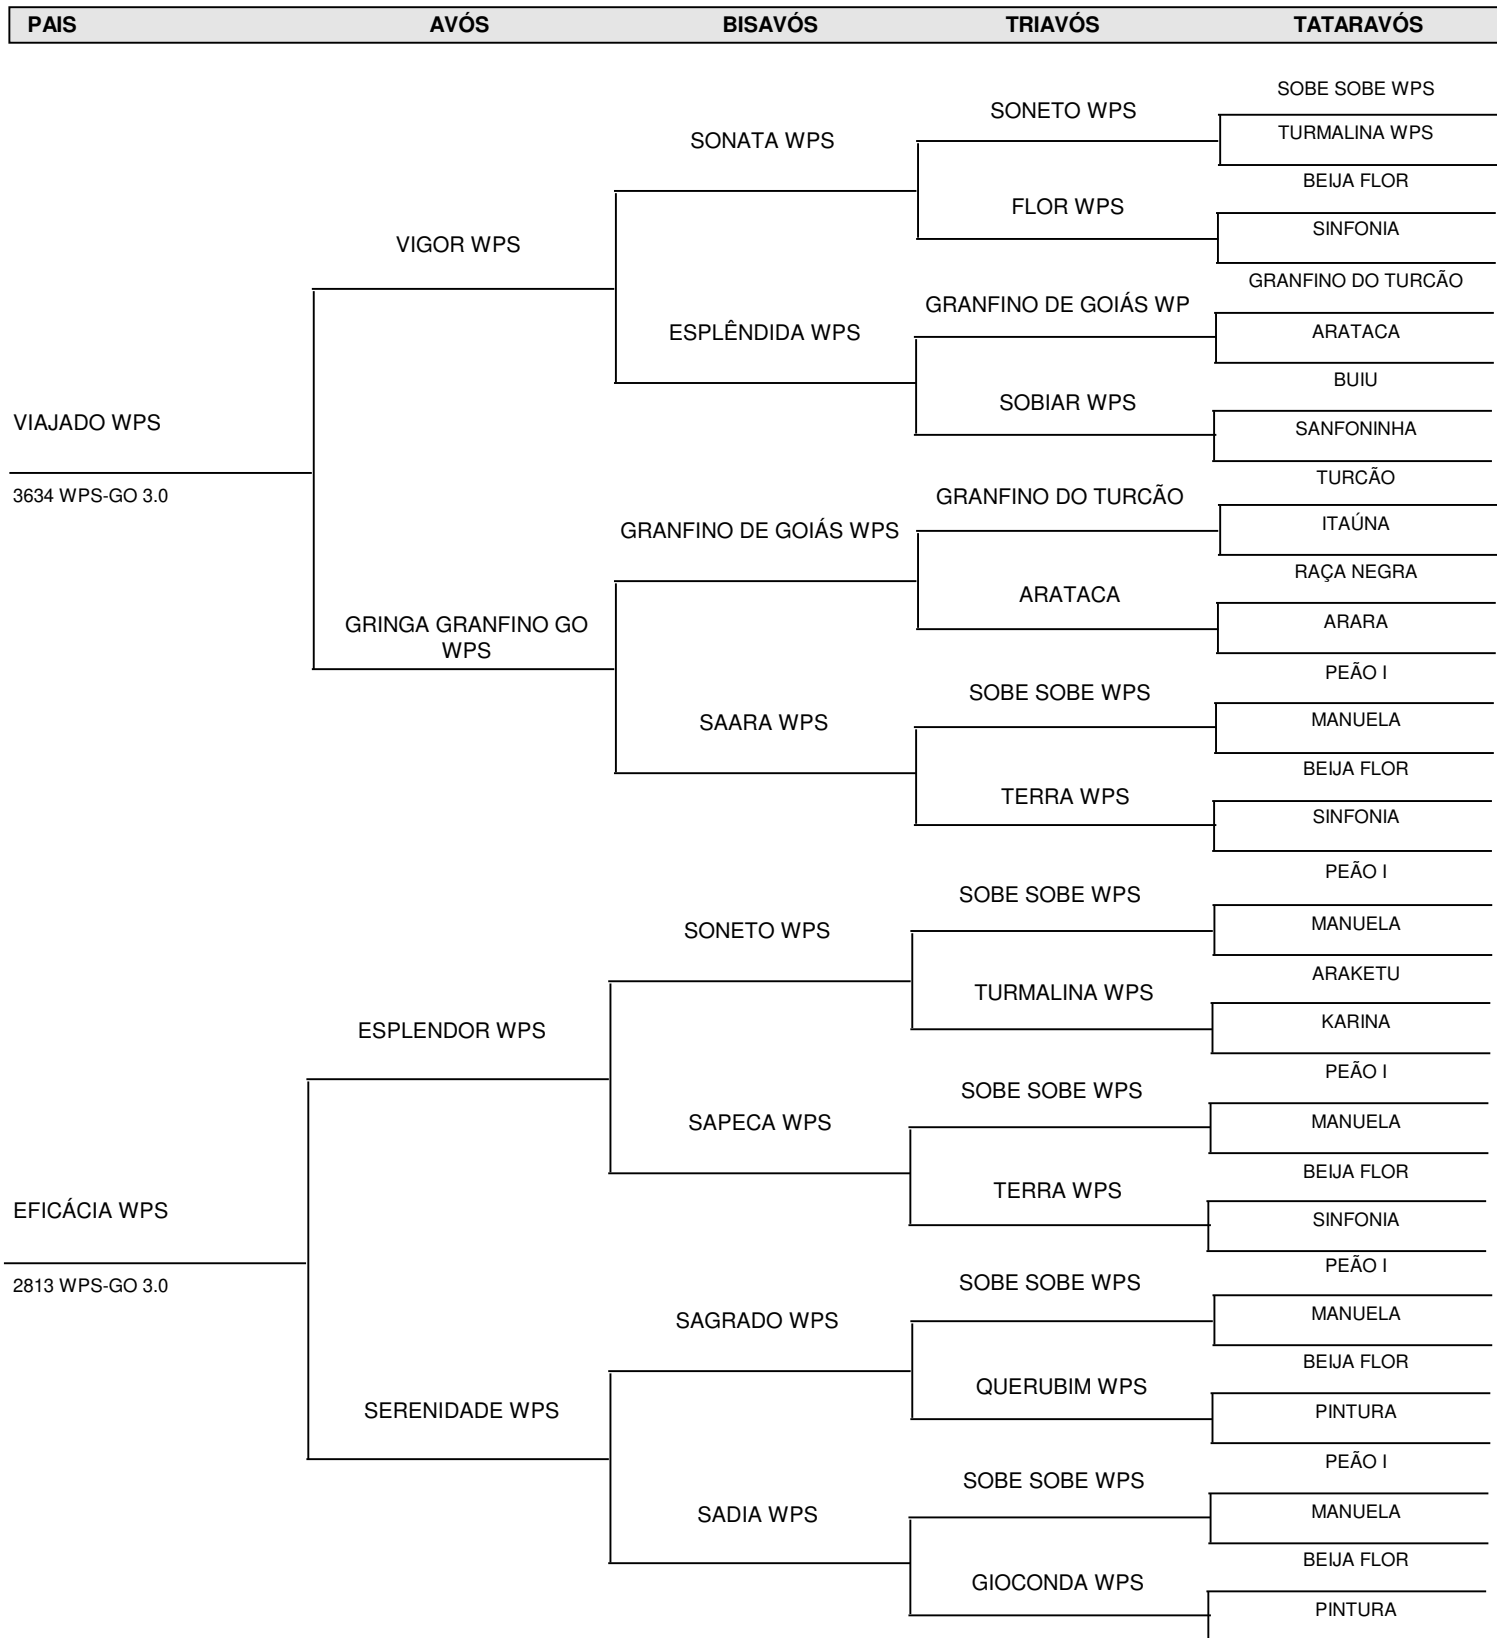 PAIS AVÓS BISAVÓS TRIAVÓS TATARAVÓS
SOBE SOBE WPS
SONETO WPS
TURMALINA WPS
SONATA WPS
BEIJA FLOR
FLOR WPS
SINFONIA
VIGOR WPS
GRANFINO DO TURCÃO
GRANFINO DE GOIÁS WP
ARATACA
ESPLÊNDIDA WPS
BUIU
SOBIAR WPS
VIAJADO WPS
SANFONINHA
TURCÃO
3634 WPS-GO 3.0
GRANFINO DO TURCÃO
ITAÚNA
GRANFINO DE GOIÁS WPS
RAÇA NEGRA
ARATACA
ARARA
GRINGA GRANFINO GO
WPS
PEÃO I
SOBE SOBE WPS
MANUELA
SAARA WPS
BEIJA FLOR
TERRA WPS
SINFONIA
PEÃO I
SOBE SOBE WPS
MANUELA
SONETO WPS
ARAKETU
TURMALINA WPS
KARINA
ESPLENDOR WPS
PEÃO I
SOBE SOBE WPS
MANUELA
SAPECA WPS
BEIJA FLOR
TERRA WPS
EFICÁCIA WPS
SINFONIA
PEÃO I
2813 WPS-GO 3.0
SOBE SOBE WPS
MANUELA
SAGRADO WPS
BEIJA FLOR
QUERUBIM WPS
SERENIDADE WPS
PINTURA
PEÃO I
SOBE SOBE WPS
MANUELA
SADIA WPS
BEIJA FLOR
GIOCONDA WPS
PINTURA